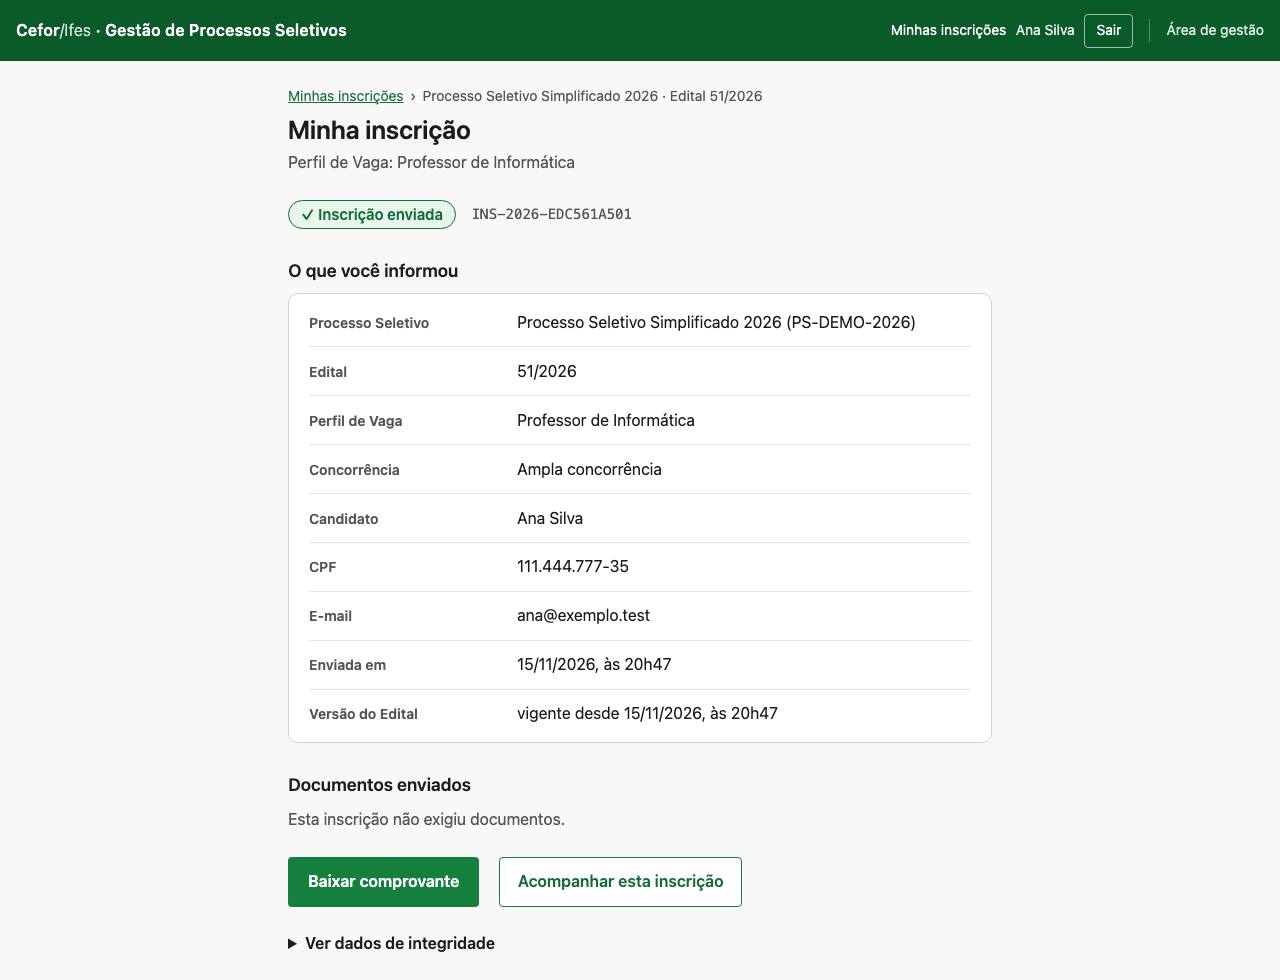 Cefor/Ifes · Gestão de Processos Seletivos
Minhas inscrições Ana Silva Sair Área de gestão
Minhas inscrições › Processo Seletivo Simplificado 2026 · Edital 51/2026
Minha inscrição
Perfil de Vaga: Professor de Informática
✓ Inscrição enviada INS-2026-EDC561A501
O que você informou
Processo Seletivo Processo Seletivo Simplificado 2026 (PS-DEMO-2026)
Edital 51/2026
Perfil de Vaga Professor de Informática
Concorrência Ampla concorrência
Candidato Ana Silva
CPF 111.444.777-35
E-mail ana@exemplo.test
Enviada em 15/11/2026, às 20h47
Versão do Edital vigente desde 15/11/2026, às 20h47
Documentos enviados
Esta inscrição não exigiu documentos.
Baixar comprovante Acompanhar esta inscrição
▶ Ver dados de integridade